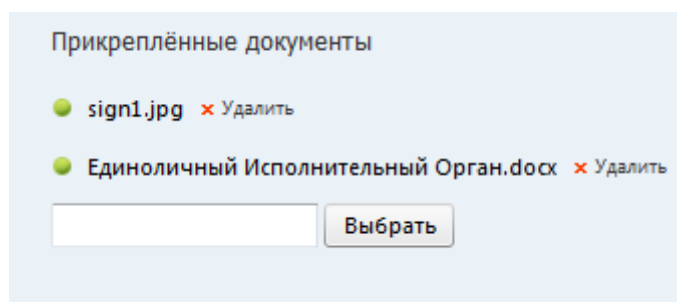 Прикреплённые документы
sign1.jpg × Удалить
Единоличный Исполнительный Орган.docx × Удалить
Выбрать